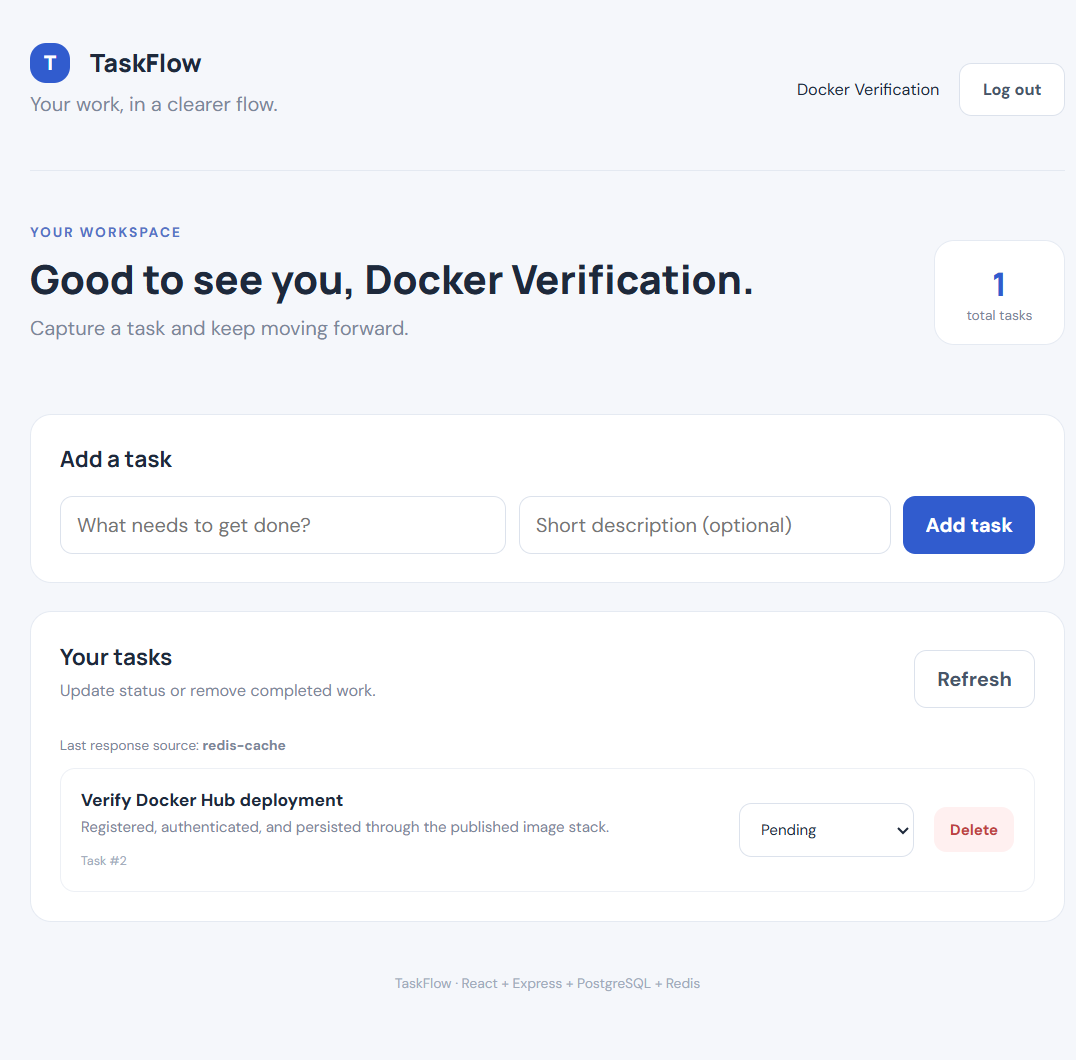 T
TaskFlow
Your work, in a clearer flow.
Docker Verification
Log out
YOUR WORKSPACE
Good to see you, Docker Verification.
Capture a task and keep moving forward.
1
total tasks
Add a task
What needs to get done?
Short description (optional)
Add task
Your tasks
Update status or remove completed work.
Refresh
Last response source: redis-cache
Verify Docker Hub deployment
Registered, authenticated, and persisted through the published image stack.
Task #2
Pending
Delete
TaskFlow · React + Express + PostgreSQL + Redis